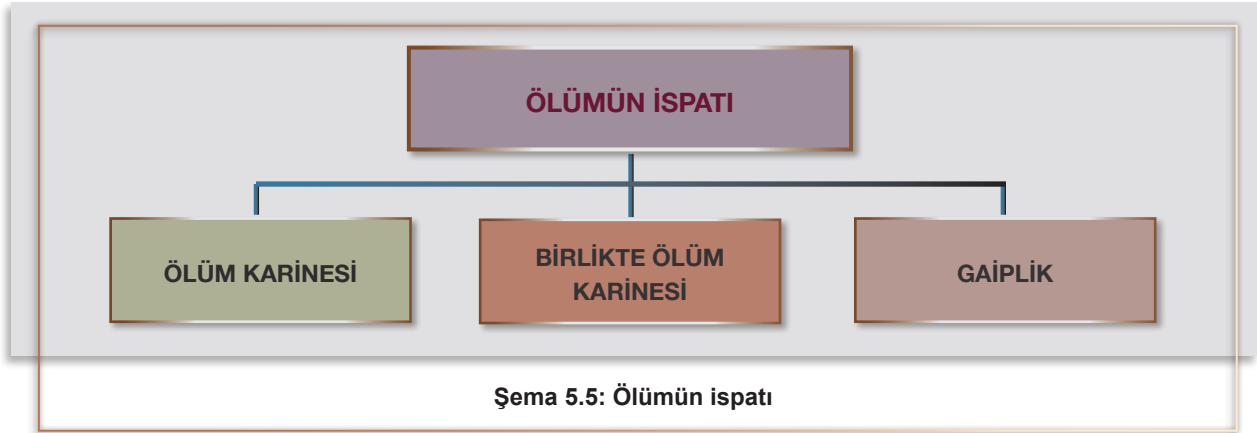 ÖLÜMÜN İSPATI
ÖLÜM KARİNESİ
BİRLİKTE ÖLÜM
KARİNESİ
GAİPLİK
Şema 5.5: Ölümün ispatı